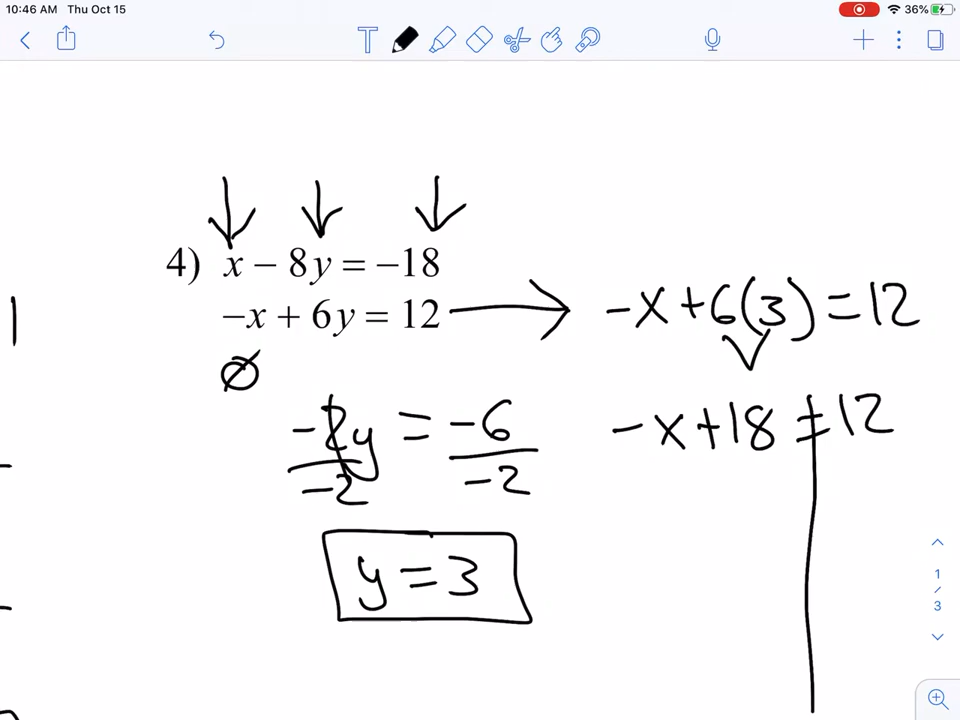 10:46 AM Thu Oct 15
36%
T
4) x − 8y = −18
−x + 6y = 12
-x+6(3)=12
Ø
-2y = -6
-2 -2
-x+18=12
y=3
1
/
3